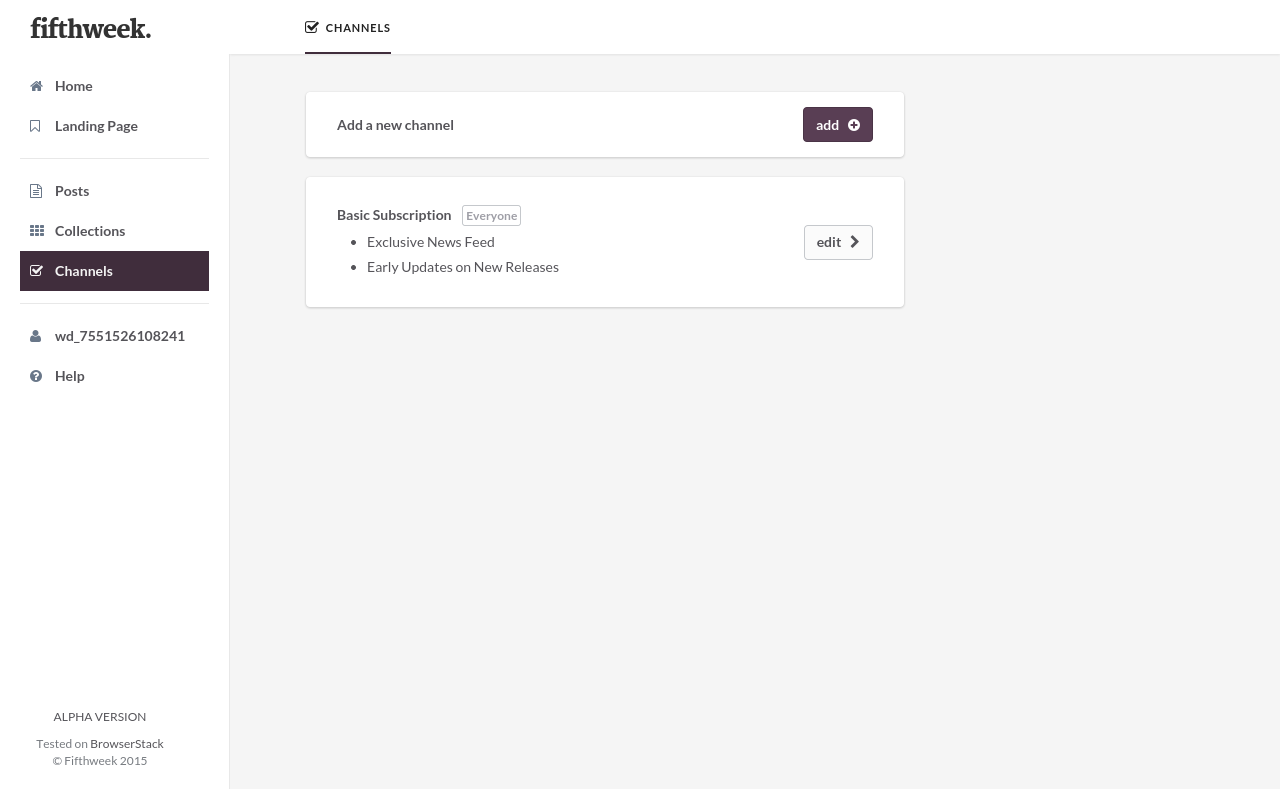 fifthweek.
CHANNELS
Home
Landing Page
Posts
Collections
Channels
wd_7551526108241
Help
Add a new channel
add
Basic Subscription Everyone
Exclusive News Feed
Early Updates on New Releases
edit
ALPHA VERSION
Tested on BrowserStack
© Fifthweek 2015